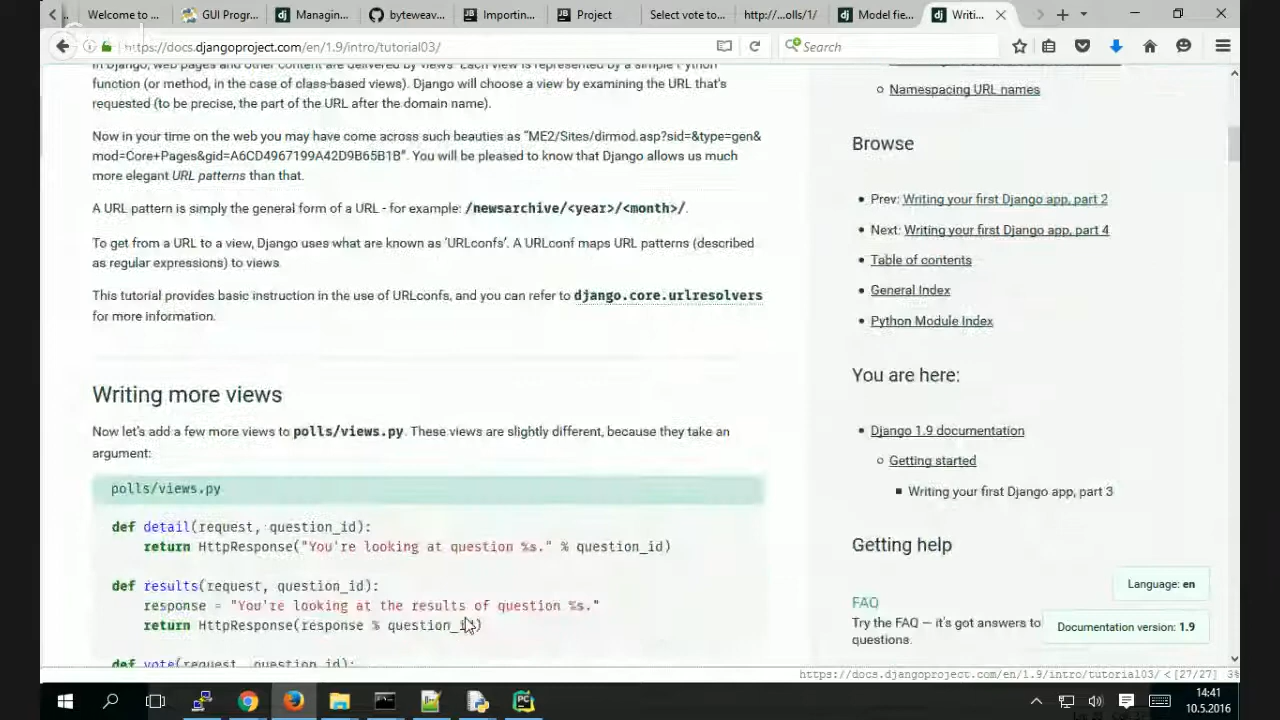 Welcome to ...
GUI Progr...
Managin...
byteweav...
Importin...
Project
Select vote to...
http://...olls/1/
Model fie...
Writi...
https://docs.djangoproject.com/en/1.9/intro/tutorial03/
Search
In Django, web pages and other content are delivered by views. Each view is represented by a simple Python
function (or method, in the case of class-based views). Django will choose a view by examining the URL that's
requested (to be precise, the part of the URL after the domain name).
Now in your time on the web you may have come across such beauties as "ME2/Sites/dirmod.asp?sid=&type=gen&
mod=Core+Pages&gid=A6CD4967199A42D9B65B1B". You will be pleased to know that Django allows us much
more elegant URL patterns than that.
A URL pattern is simply the general form of a URL - for example: /newsarchive/<year>/<month>/.
To get from a URL to a view, Django uses what are known as 'URLconfs'. A URLconf maps URL patterns (described
as regular expressions) to views.
This tutorial provides basic instruction in the use of URLconfs, and you can refer to django.core.urlresolvers
for more information.
Writing more views
Now let's add a few more views to polls/views.py. These views are slightly different, because they take an
argument:
polls/views.py
def detail(request, question_id):
return HttpResponse("You're looking at question %s." % question_id)
def results(request, question_id):
response = "You're looking at the results of question %s."
return HttpResponse(response % question_id)
def vote(request, question_id):
Namespacing URL names
Browse
Prev: Writing your first Django app, part 2
Next: Writing your first Django app, part 4
Table of contents
General Index
Python Module Index
You are here:
Django 1.9 documentation
Getting started
Writing your first Django app, part 3
Getting help
Language: en
FAQ
Try the FAQ — it's got answers to
questions.
Documentation version: 1.9
https://docs.djangoproject.com/en/1.9/intro/tutorial03/ <[27/27] 3%
14:41
10.5.2016